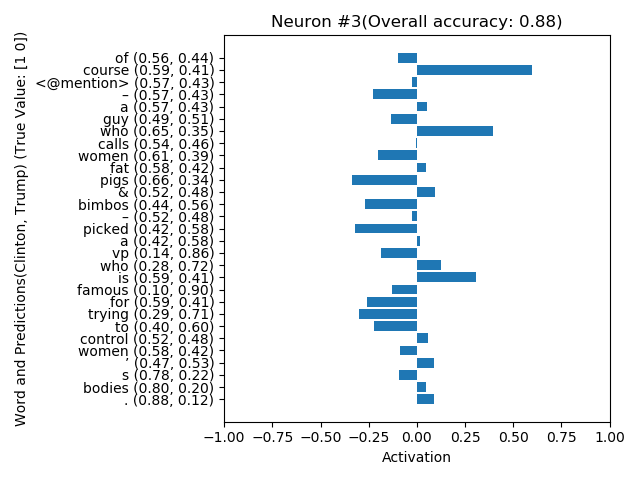 Neuron #3(Overall accuracy: 0.88)
Word and Predictions(Clinton, Trump) (True Value: [1 0])
of (0.56, 0.44)
course (0.59, 0.41)
<@mention> (0.57, 0.43)
– (0.57, 0.43)
a (0.57, 0.43)
guy (0.49, 0.51)
who (0.65, 0.35)
calls (0.54, 0.46)
women (0.61, 0.39)
fat (0.58, 0.42)
pigs (0.66, 0.34)
& (0.52, 0.48)
bimbos (0.44, 0.56)
– (0.52, 0.48)
picked (0.42, 0.58)
a (0.42, 0.58)
vp (0.14, 0.86)
who (0.28, 0.72)
is (0.59, 0.41)
famous (0.10, 0.90)
for (0.59, 0.41)
trying (0.29, 0.71)
to (0.40, 0.60)
control (0.52, 0.48)
women (0.58, 0.42)
’ (0.47, 0.53)
s (0.78, 0.22)
bodies (0.80, 0.20)
. (0.88, 0.12)
−1.00 −0.75 −0.50 −0.25 0.00 0.25 0.50 0.75 1.00
Activation